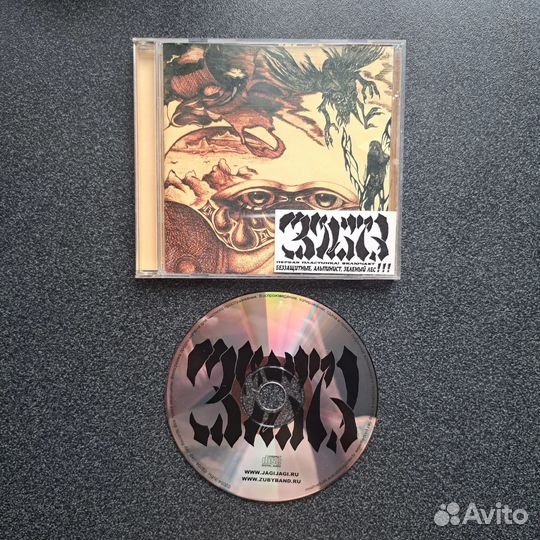 ЗУБЫ
ПЕРВАЯ ПЛАСТИНКА! ВКЛЮЧАЕТ
БЕЗЗАЩИТНЫЕ, АЛЬПИНИСТ, ЗЕЛЕНЫЙ ЛЕС!!!
ЗУБЫ
WWW.JAGIJAGI.RU
WWW.ZUBYBAND.RU
Avito